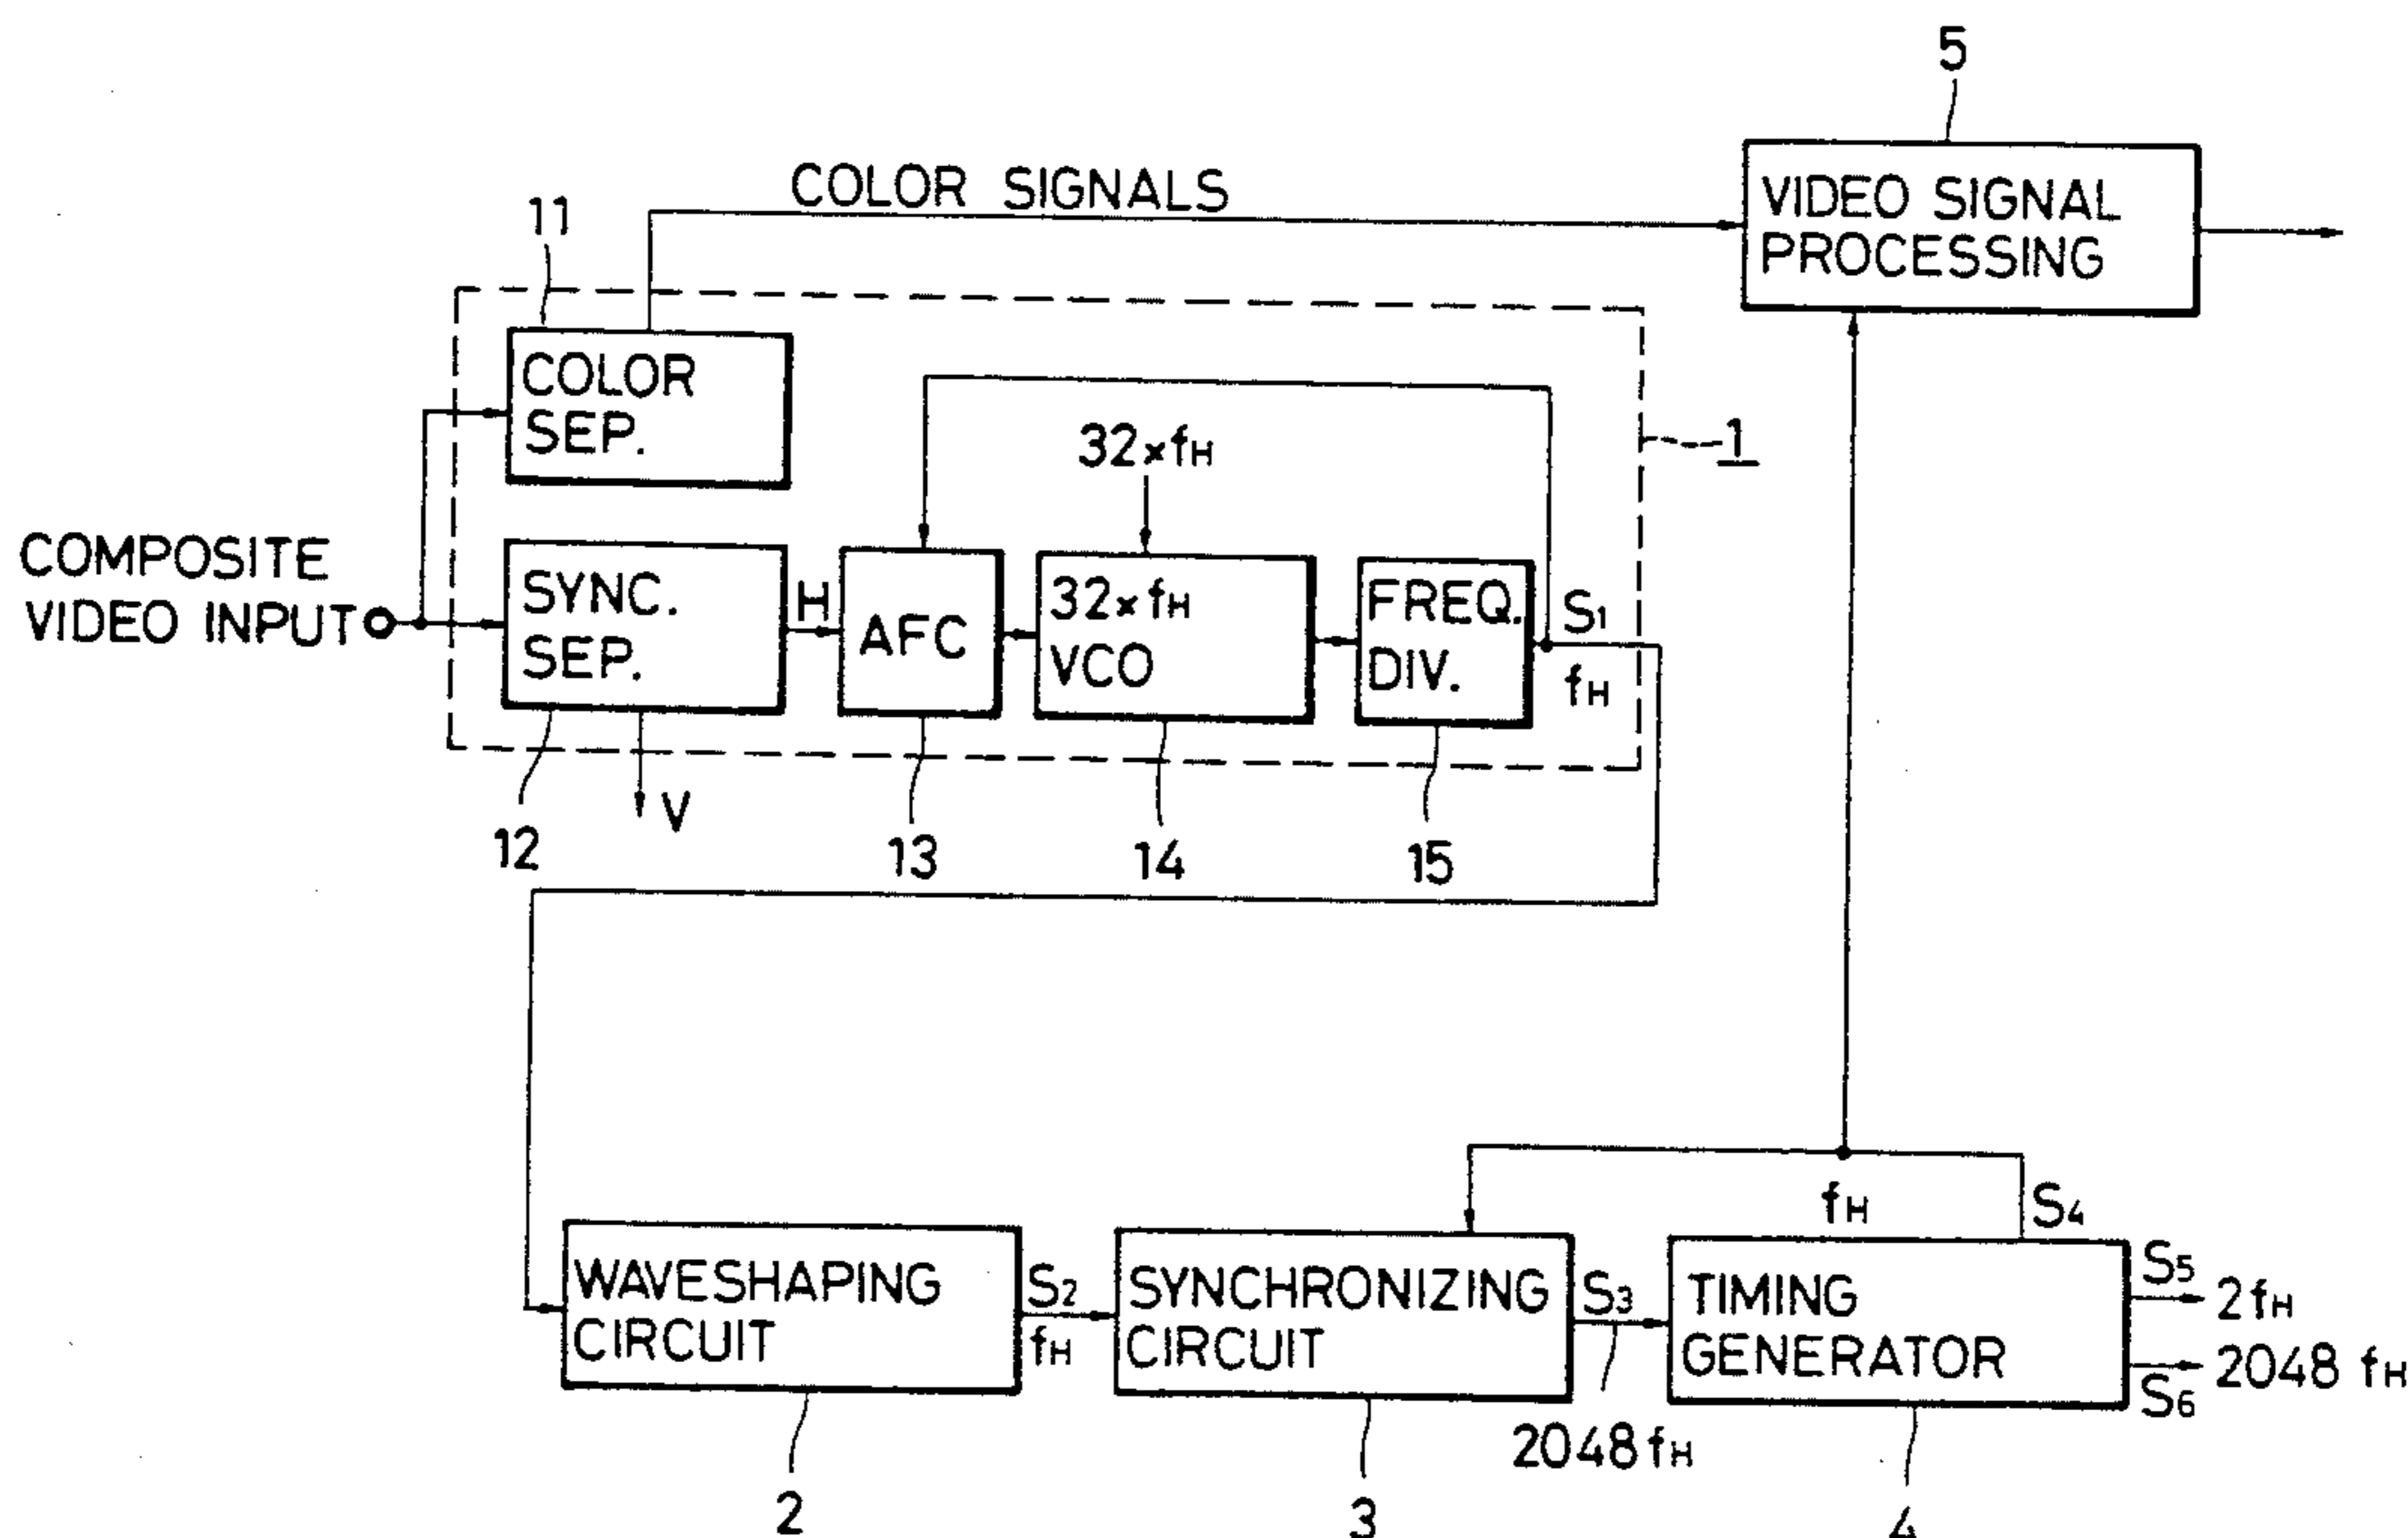 5
COLOR SIGNALS
VIDEO SIGNAL
PROCESSING
11
COLOR
SEP.
32×fH
1
COMPOSITE
VIDEO INPUT
SYNC.
SEP.
H
AFC
32×fH
VCO
FREQ.
DIV.
S1
fH
V
12
13
14
15
fH
S4
WAVESHAPING
CIRCUIT
S2
fH
SYNCHRONIZING
CIRCUIT
S3
2048fH
TIMING
GENERATOR
S5
2fH
2048 fH
S6
2
3
4